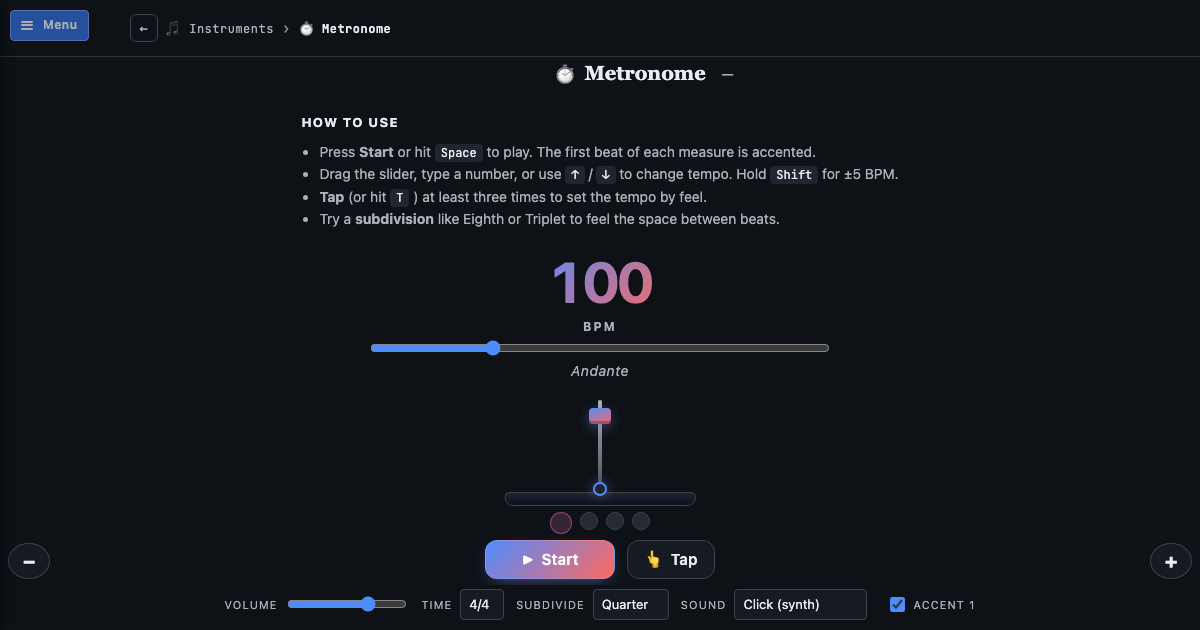 Menu
← Instruments › Metronome
Metronome –
HOW TO USE
• Press Start or hit Space to play. The first beat of each measure is accented.
• Drag the slider, type a number, or use ↑ / ↓ to change tempo. Hold Shift for ±5 BPM.
• Tap (or hit T ) at least three times to set the tempo by feel.
• Try a subdivision like Eighth or Triplet to feel the space between beats.
100
BPM
Andante
− ▶ Start Tap +
VOLUME TIME 4/4 SUBDIVIDE Quarter SOUND Click (synth) ACCENT 1